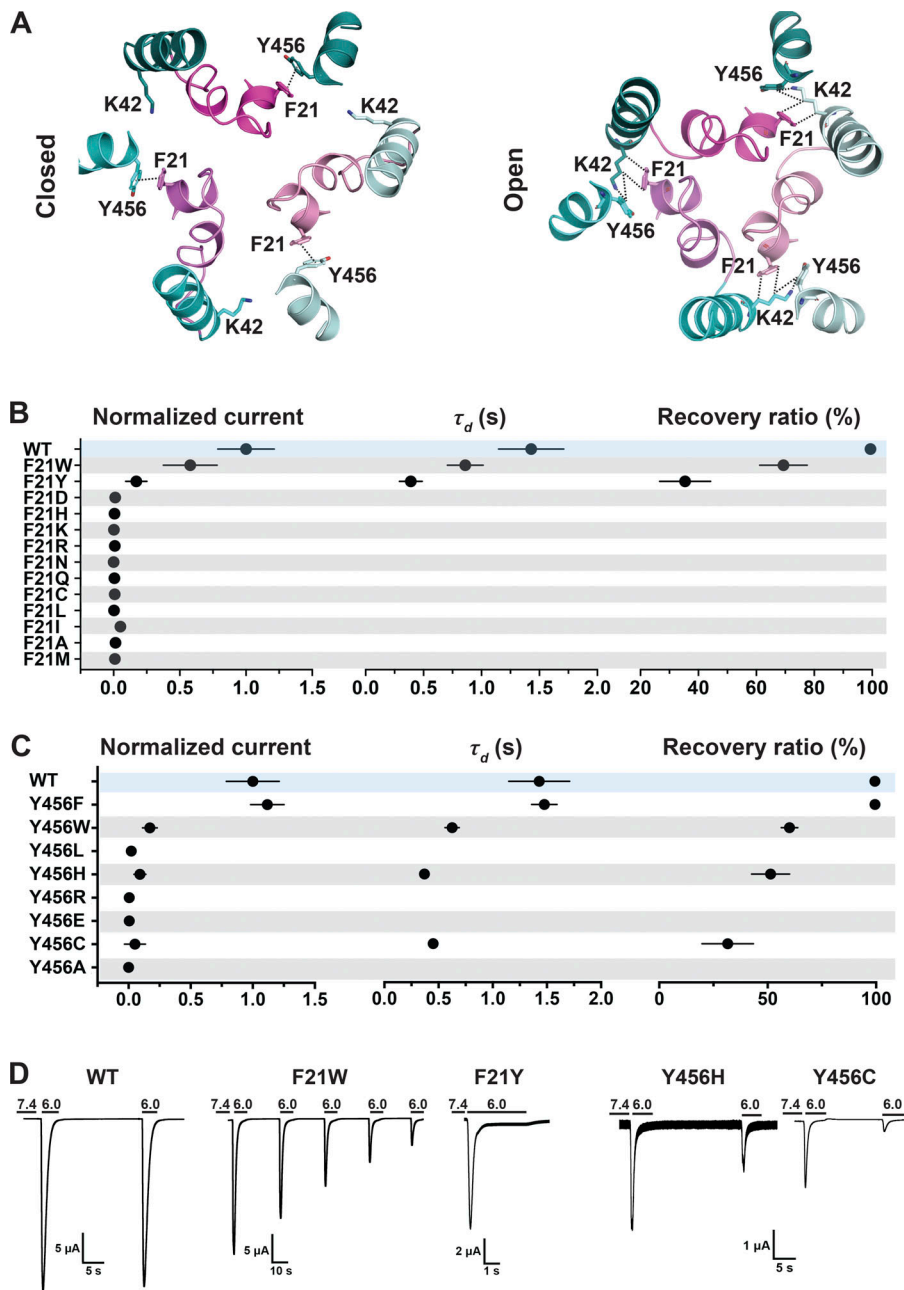 A
Closed
Y456
F21
K42
F21
Y456
F21
Y456
K42
Open
Y456
K42
F21
K42
F21
Y456
F21
Y456
K42
B
Normalized current τd (s) Recovery ratio (%)
WT
F21W
F21Y
F21D
F21H
F21K
F21R
F21N
F21Q
F21C
F21L
F21I
F21A
F21M
0.0 0.5 1.0 1.5 0.0 0.5 1.0 1.5 2.0 20 40 60 80 100
C
Normalized current τd (s) Recovery ratio (%)
WT
Y456F
Y456W
Y456L
Y456H
Y456R
Y456E
Y456C
Y456A
0.0 0.5 1.0 1.5 0.0 0.5 1.0 1.5 2.0 0 50 100
D
WT F21W F21Y Y456H Y456C
7.4 6.0 6.0 7.4 6.0 6.0 6.0 6.0 6.0 7.4 6.0 7.4 6.0 6.0 7.4 6.0 6.0
5 µA
5 s
5 µA
10 s
2 µA
1 s
1 µA
5 s